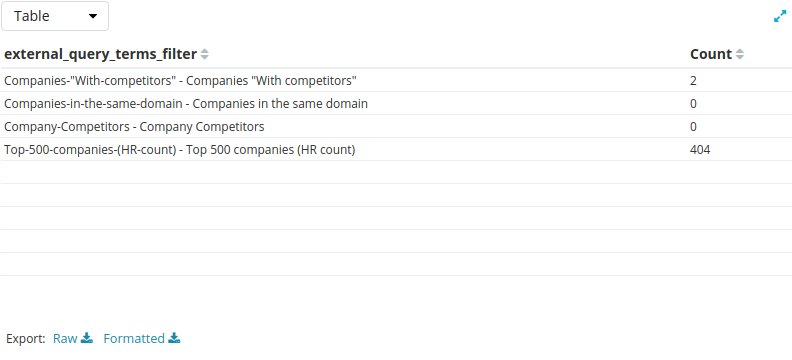 Table
external_query_terms_filter Count
Companies-"With-competitors" - Companies "With competitors" 2
Companies-in-the-same-domain - Companies in the same domain 0
Company-Competitors - Company Competitors 0
Top-500-companies-(HR-count) - Top 500 companies (HR count) 404
Export: Raw Formatted